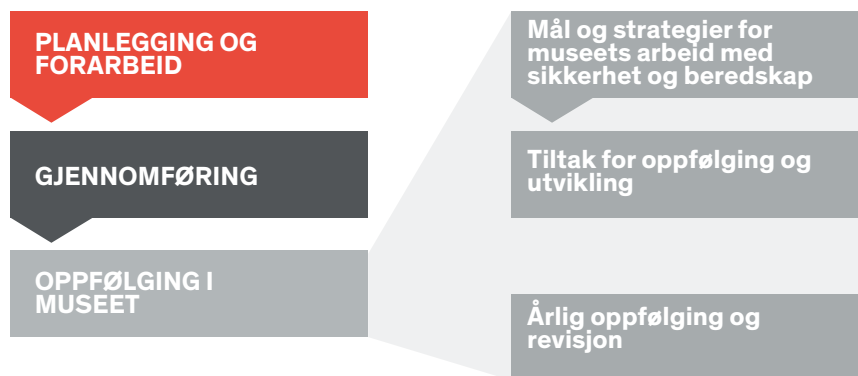 PLANLEGGING OG
FORARBEID
GJENNOMFØRING
OPPFØLGING I
MUSEET
Mål og strategier for
museets arbeid med
sikkerhet og beredskap
Tiltak for oppfølging og
utvikling
Årlig oppfølging og
revisjon